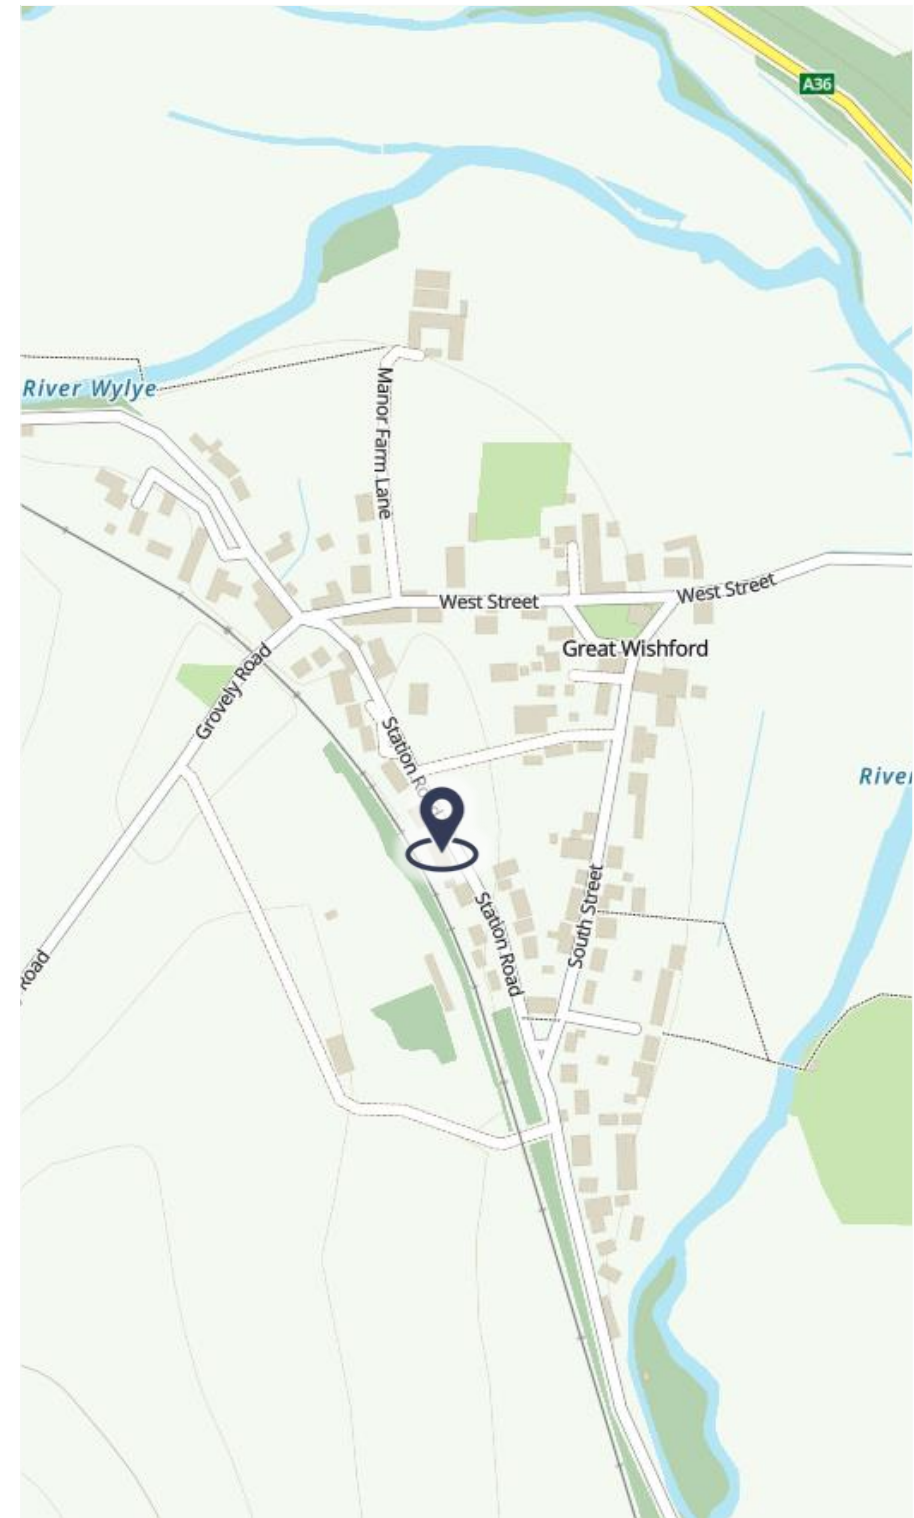 A36
River Wylye
Manor Farm Lane
West Street
West Street
Great Wishford
Grovely Road
Station Road
River
South Street
Station Road
Road